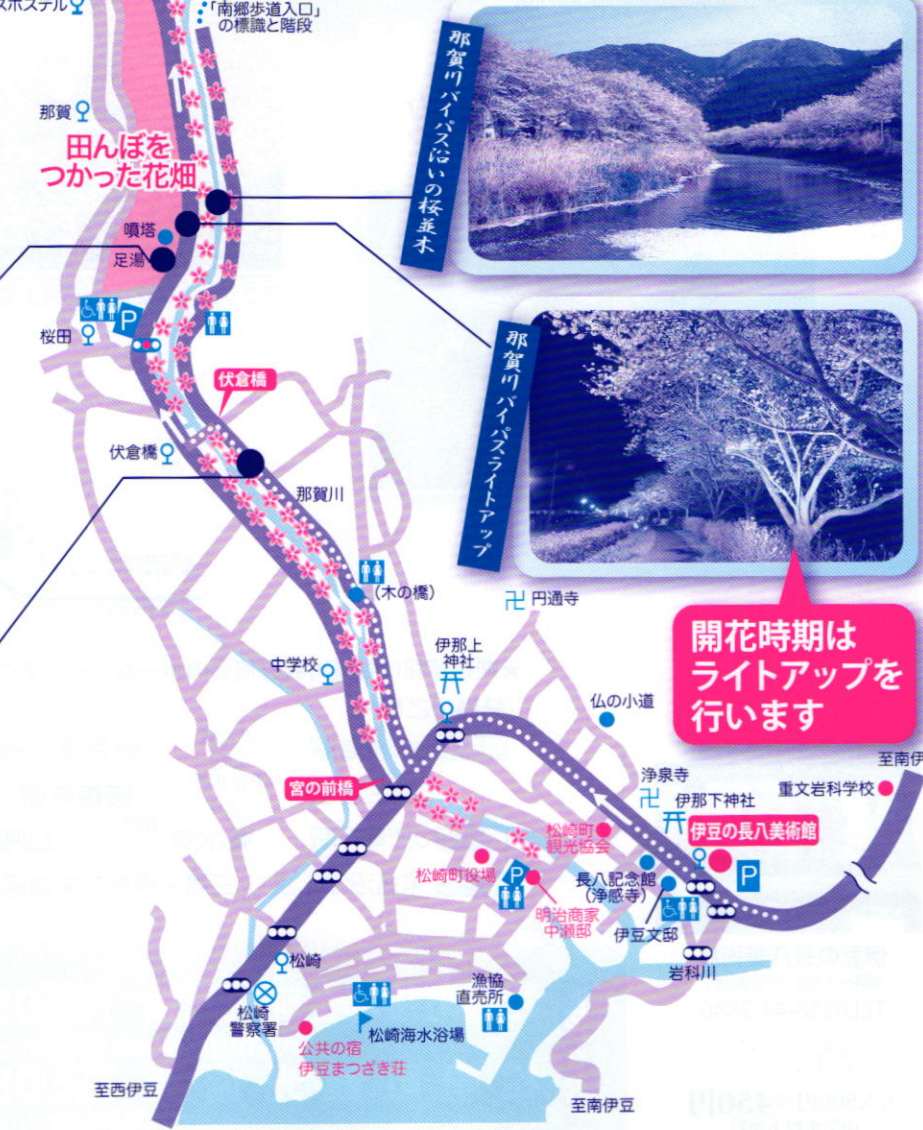 スホステル
「南郷歩道入口」
の標識と階段
那賀川バイパス沿いの桜並木
那賀
田んぼを
つかった花畑
噴塔
足湯
P
桜田
伏倉橋
那賀川バイパスライトアップ
伏倉橋
那賀川
(木の橋)
円通寺
開花時期は
ライトアップを
行います
伊那上
神社
中学校
仏の小道
至南伊
宮の前橋
浄泉寺
重文岩科学校
伊那下神社
伊豆の長八美術館
松崎町
観光協会
松崎町役場
P
P
長八記念館
(浄感寺)
明治商家
中瀬邸
伊豆文邸
岩科川
松崎
漁協
直売所
松崎
警察署
松崎海水浴場
公共の宿
伊豆まつざき荘
至西伊豆
至南伊豆